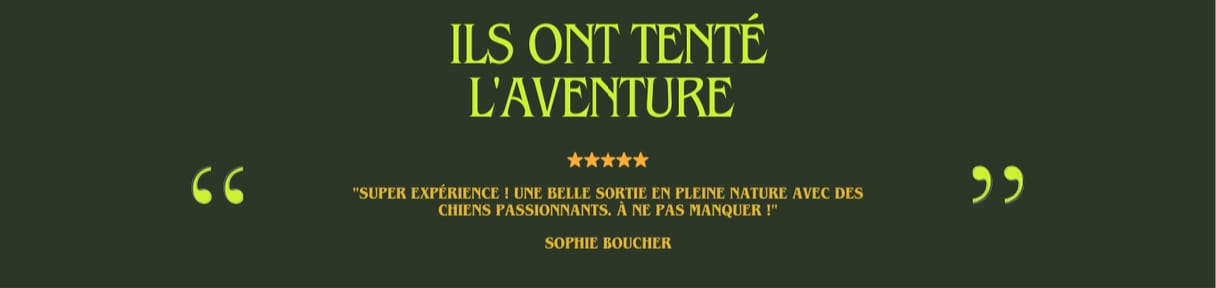 ILS ONT TENTÉ
L'AVENTURE
★★★★★
“
"SUPER EXPÉRIENCE ! UNE BELLE SORTIE EN PLEINE NATURE AVEC DES
CHIENS PASSIONNANTS. À NE PAS MANQUER !"
”
SOPHIE BOUCHER